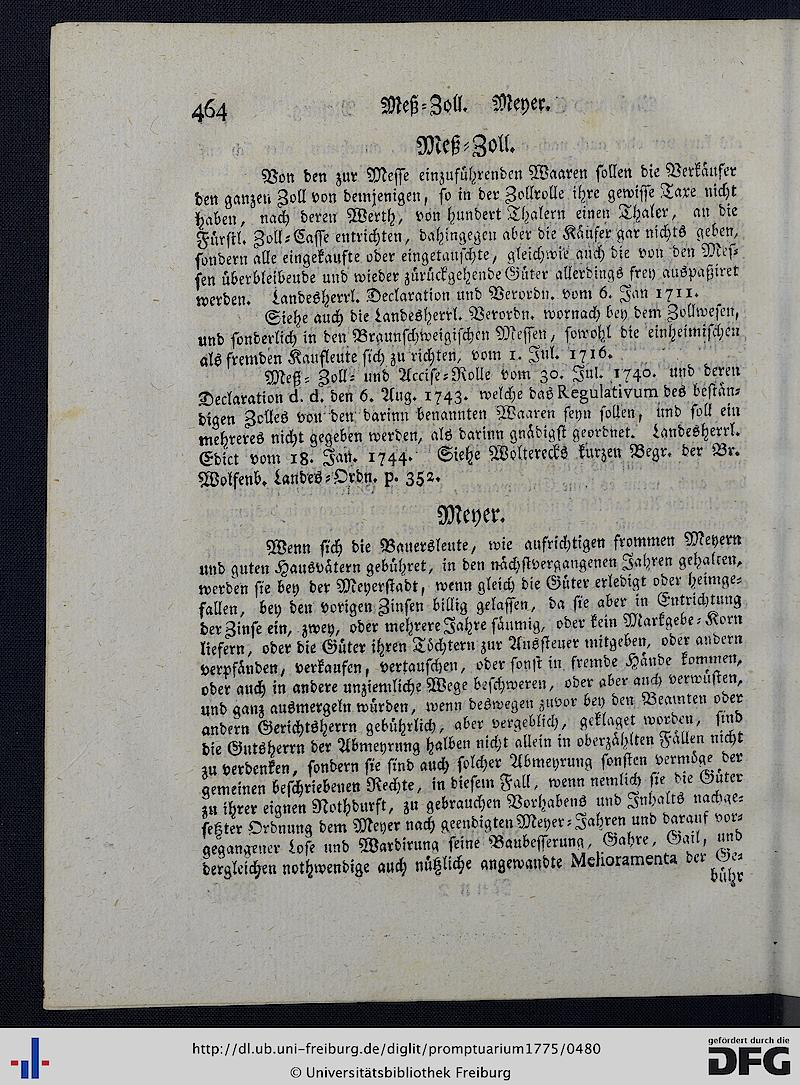 464 Meß-Zoll. Meyer.
Meß-Zoll.
Von den zur Messe einzuführenden Waaren sollen die Verkäufer
den ganzen Zoll von demjenigen, so in der Zollrolle ihre gewisse Taxe nicht
haben, nach deren Werth, von hundert Thalern einen Thaler, an die
Fürstl. Zoll-Casse entrichten, dahingegen aber die Käufer gar nichts geben,
sondern alle eingekaufte oder eingetauschte, gleichwie auch die von den Mes-
sen überbleibende und wieder zürückgehende Güter allerdings frey auspaßiret
werden. Landesherrl. Declaration und Verordn. vom 6. Jan 1711.
Siehe auch die Landesherrl. Verordn. wornach bey dem Zollwesen,
und sonderlich in den Braunschweigischen Messen, sowohl die einheimischen
als fremden Kaufleute sich zu richten, vom 1. Jul. 1716.
Meß- Zoll- und Accise-Rolle vom 30. Jul. 1740. und deren
Declaration d. d. den 6. Aug. 1743. welche das Regulativum des bestän-
digen Zolles von den darinn benannten Waaren seyn sollen, und soll ein
mehreres nicht gegeben werden, als darinn gnädigst geordnet. Landesherrl.
Edict vom 18. Jan. 1744. Siehe Wolterecks kurzen Begr. der Br.
Wolfenb. Landes-Ordn. p. 352.
Meyer.
Wenn sich die Bauersleute, wie aufrichtigen frommen Meyern
und guten Hausvätern gebühret, in den nächstvergangenen Jahren gehalten,
werden sie bey der Meyerstadt, wenn gleich die Güter erledigt oder heimge-
fallen, bey den vorigen Zinsen billig gelassen, da sie aber in Entrichtung
der Zinse ein, zwey, oder mehrere Jahre säumig, oder kein Markgebe-Korn
liefern, oder die Güter ihren Töchtern zur Aussteuer mitgeben, oder andern
verpfänden, verkaufen, vertauschen, oder sonst in fremde Hände kommen,
oder auch in andere unziemliche Wege beschweren, oder aber auch verwüsten,
und ganz ausmergeln würden, wenn deswegen zuvor bey den Beamten oder
andern Gerichtsherrn gebührlich, aber vergeblich, geklaget worden, sind
die Gutsherrn der Abmeyrung halben nicht allein in oberzählten Fällen nicht
zu verdenken, sondern sie sind auch solcher Abmeyrung sonsten vermöge der
gemeinen beschriebenen Rechte, in diesem Fall, wenn nemlich sie die Güter
zu ihrer eignen Nothdurft, zu gebrauchen Vorhabens und Inhalts nachge-
setzter Ordnung dem Meyer nach geendigten Meyer-Jahren und darauf vor-
gegangener Lose und Wardirung seine Baubesserung, Gahre, Gail, und
dergleichen nothwendige auch nützliche angewandte Melioramenta der Ge-
bühr
http://dl.ub.uni-freiburg.de/diglit/promptuarium1775/0480
© Universitätsbibliothek Freiburg
gefördert durch die
DFG